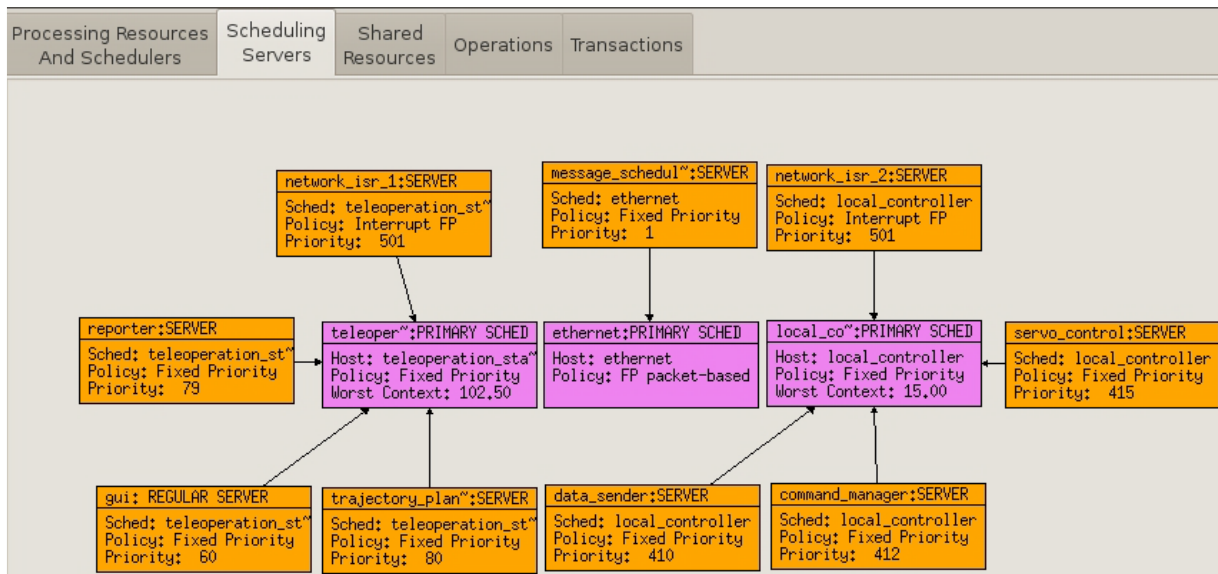 Processing Resources
And Schedulers
Scheduling
Servers
Shared
Resources
Operations
Transactions
network_isr_1:SERVER
Sched: teleoperation_st~
Policy: Interrupt FP
Priority: 501
message_schedul~:SERVER
Sched: ethernet
Policy: Fixed Priority
Priority: 1
network_isr_2:SERVER
Sched: local_controller
Policy: Interrupt FP
Priority: 501
reporter:SERVER
Sched: teleoperation_st~
Policy: Fixed Priority
Priority: 79
teleoper~:PRIMARY SCHED
Host: teleoperation_sta~
Policy: Fixed Priority
Worst Context: 102.50
ethernet:PRIMARY SCHED
Host: ethernet
Policy: FP packet-based
local_co~:PRIMARY SCHED
Host: local_controller
Policy: Fixed Priority
Worst Context: 15.00
servo_control:SERVER
Sched: local_controller
Policy: Fixed Priority
Priority: 415
gui: REGULAR SERVER
Sched: teleoperation_st~
Policy: Fixed Priority
Priority: 60
trajectory_plan~:SERVER
Sched: teleoperation_st~
Policy: Fixed Priority
Priority: 80
data_sender:SERVER
Sched: local_controller
Policy: Fixed Priority
Priority: 410
command_manager:SERVER
Sched: local_controller
Policy: Fixed Priority
Priority: 412